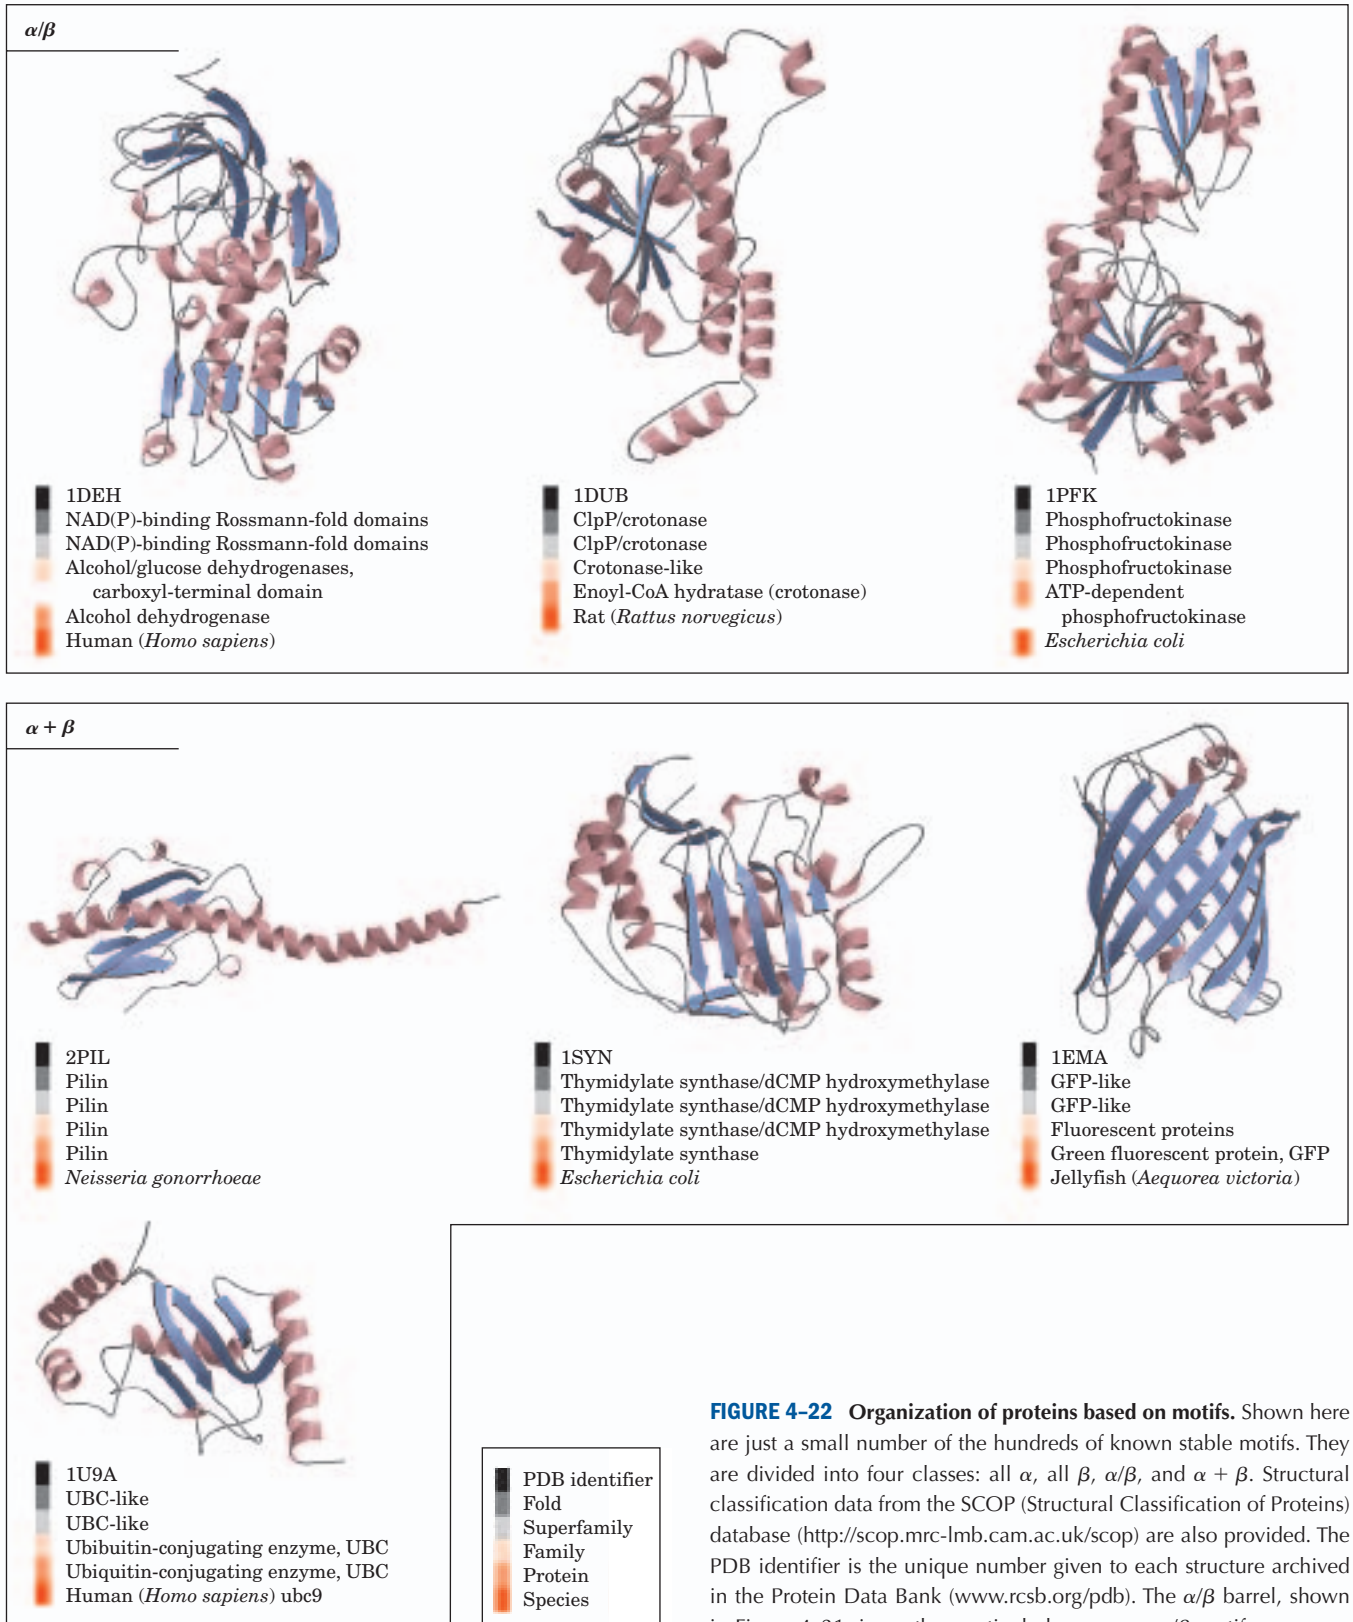 α/β
1DEH
NAD(P)-binding Rossmann-fold domains
NAD(P)-binding Rossmann-fold domains
Alcohol/glucose dehydrogenases,
carboxyl-terminal domain
Alcohol dehydrogenase
Human (Homo sapiens)
1DUB
ClpP/crotonase
ClpP/crotonase
Crotonase-like
Enoyl-CoA hydratase (crotonase)
Rat (Rattus norvegicus)
1PFK
Phosphofructokinase
Phosphofructokinase
Phosphofructokinase
ATP-dependent
phosphofructokinase
Escherichia coli
α + β
2PIL
Pilin
Pilin
Pilin
Pilin
Neisseria gonorrhoeae
1SYN
Thymidylate synthase/dCMP hydroxymethylase
Thymidylate synthase/dCMP hydroxymethylase
Thymidylate synthase/dCMP hydroxymethylase
Thymidylate synthase
Escherichia coli
1EMA
GFP-like
GFP-like
Fluorescent proteins
Green fluorescent protein, GFP
Jellyfish (Aequorea victoria)
1U9A
UBC-like
UBC-like
Ubibuitin-conjugating enzyme, UBC
Ubiquitin-conjugating enzyme, UBC
Human (Homo sapiens) ubc9
PDB identifier
Fold
Superfamily
Family
Protein
Species
FIGURE 4–22 Organization of proteins based on motifs. Shown here
are just a small number of the hundreds of known stable motifs. They
are divided into four classes: all α, all β, α/β, and α + β. Structural
classification data from the SCOP (Structural Classification of Proteins)
database (http://scop.mrc-lmb.cam.ac.uk/scop) are also provided. The
PDB identifier is the unique number given to each structure archived
in the Protein Data Bank (www.rcsb.org/pdb). The α/β barrel, shown